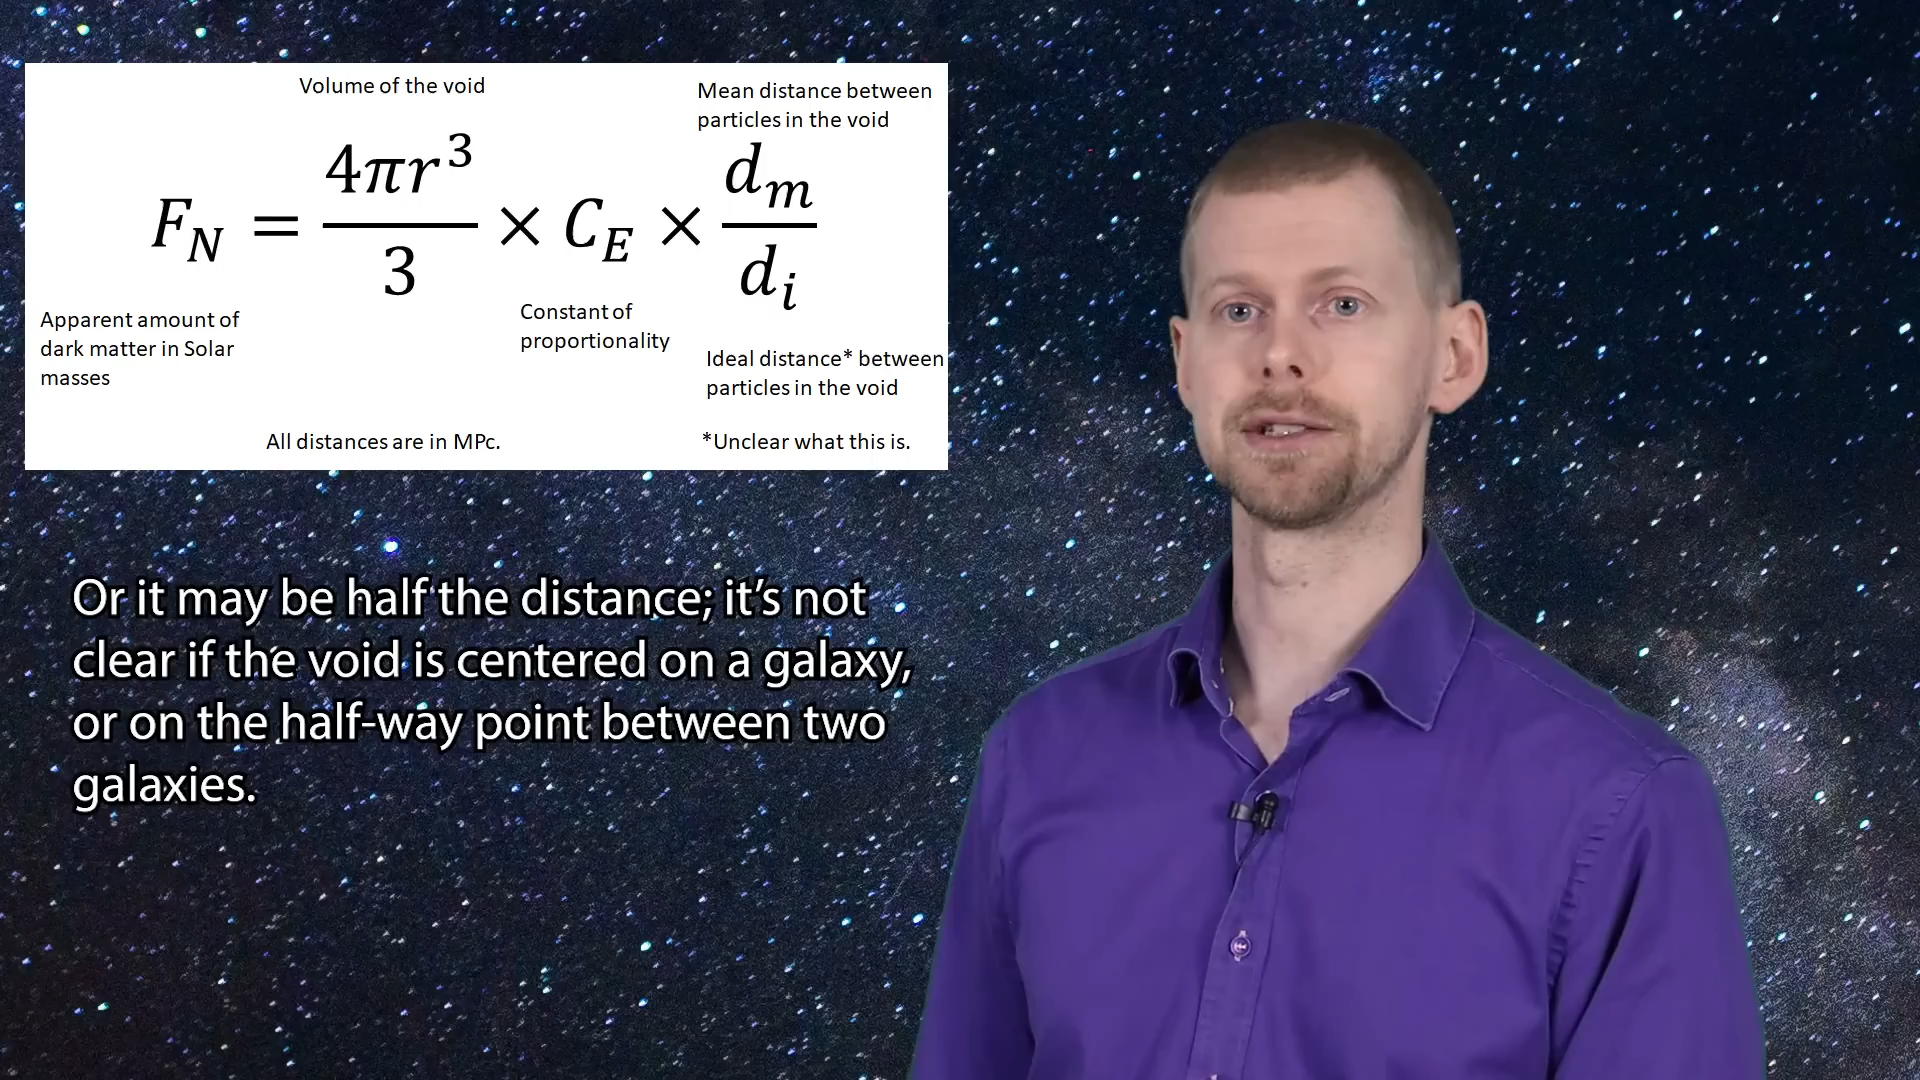 Volume of the void
Mean distance between
particles in the void
F_N = 4πr³/3 × C_E × d_m/d_i
Apparent amount of
dark matter in Solar
masses
Constant of
proportionality
Ideal distance* between
particles in the void
All distances are in MPc.
*Unclear what this is.
Or it may be half the distance; it’s not
clear if the void is centered on a galaxy,
or on the half-way point between two
galaxies.